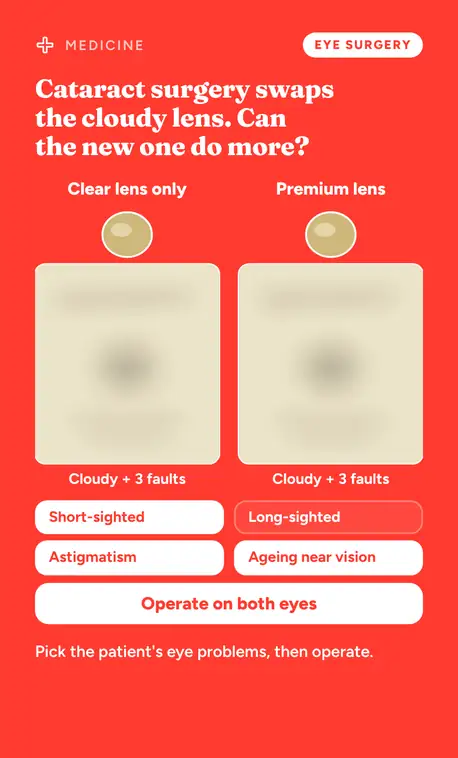 MEDICINE
EYE SURGERY
Cataract surgery swaps
the cloudy lens. Can
the new one do more?
Clear lens only
Premium lens
Cloudy + 3 faults
Cloudy + 3 faults
Short-sighted
Long-sighted
Astigmatism
Ageing near vision
Operate on both eyes
Pick the patient's eye problems, then operate.